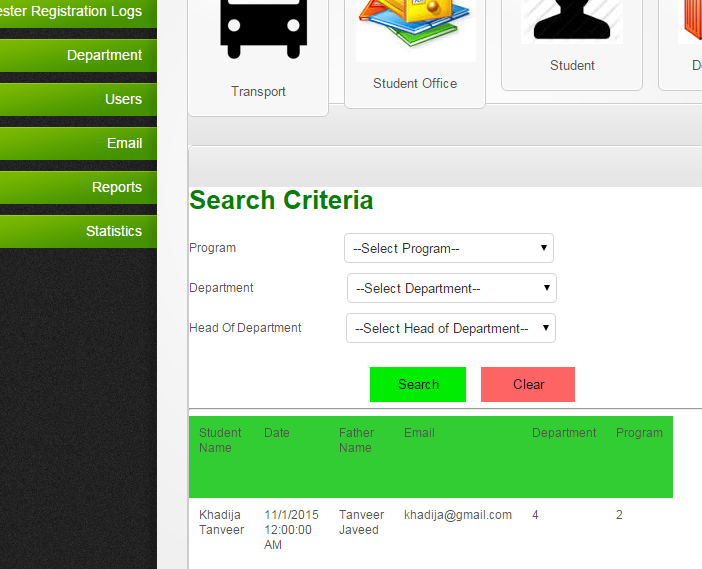 ester Registration Logs
Department
Users
Email
Reports
Statistics
Transport
Student Office
Student
D
Search Criteria
Program
--Select Program--
Department
--Select Department--
Head Of Department
--Select Head of Department--
Search
Clear
Student Name
Date
Father Name
Email
Department
Program
Khadija Tanveer
11/1/2015 12:00:00 AM
Tanveer Javeed
khadija@gmail.com
4
2